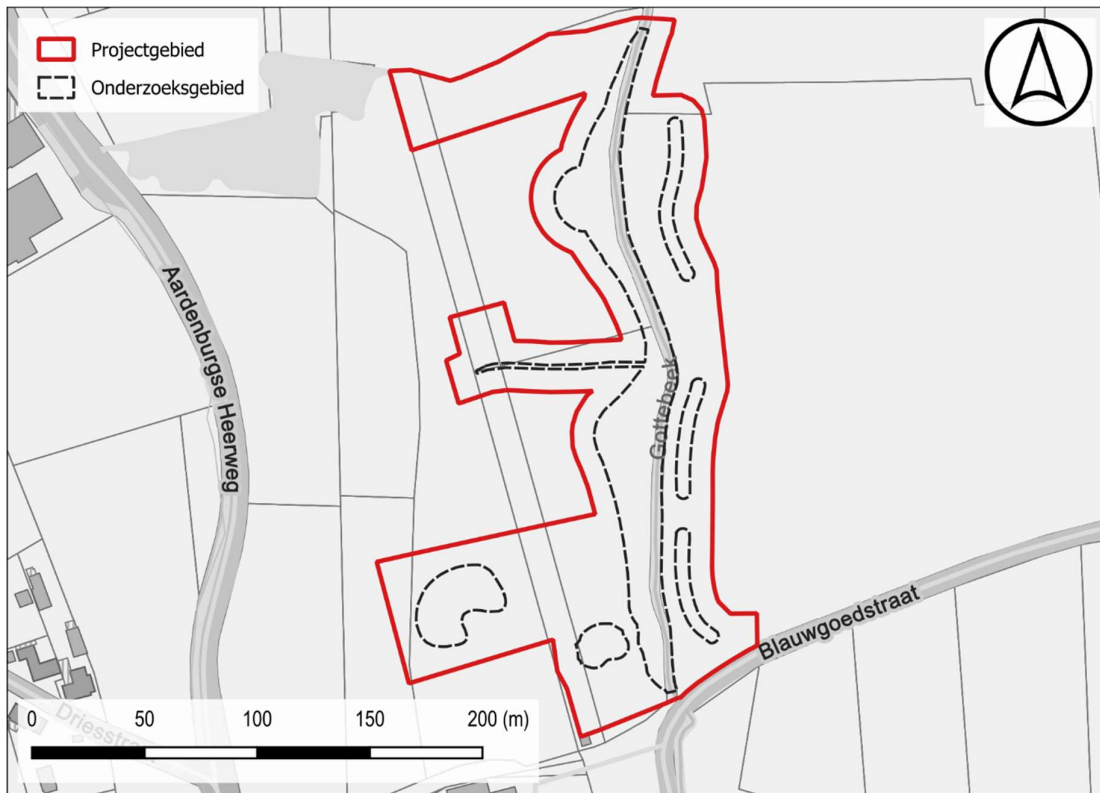 Projectgebied
Onderzoeksgebied
Aardenburgse Heerweg
Gottebeek
Blauwgoedstraat
0 50 100 150 200 (m)